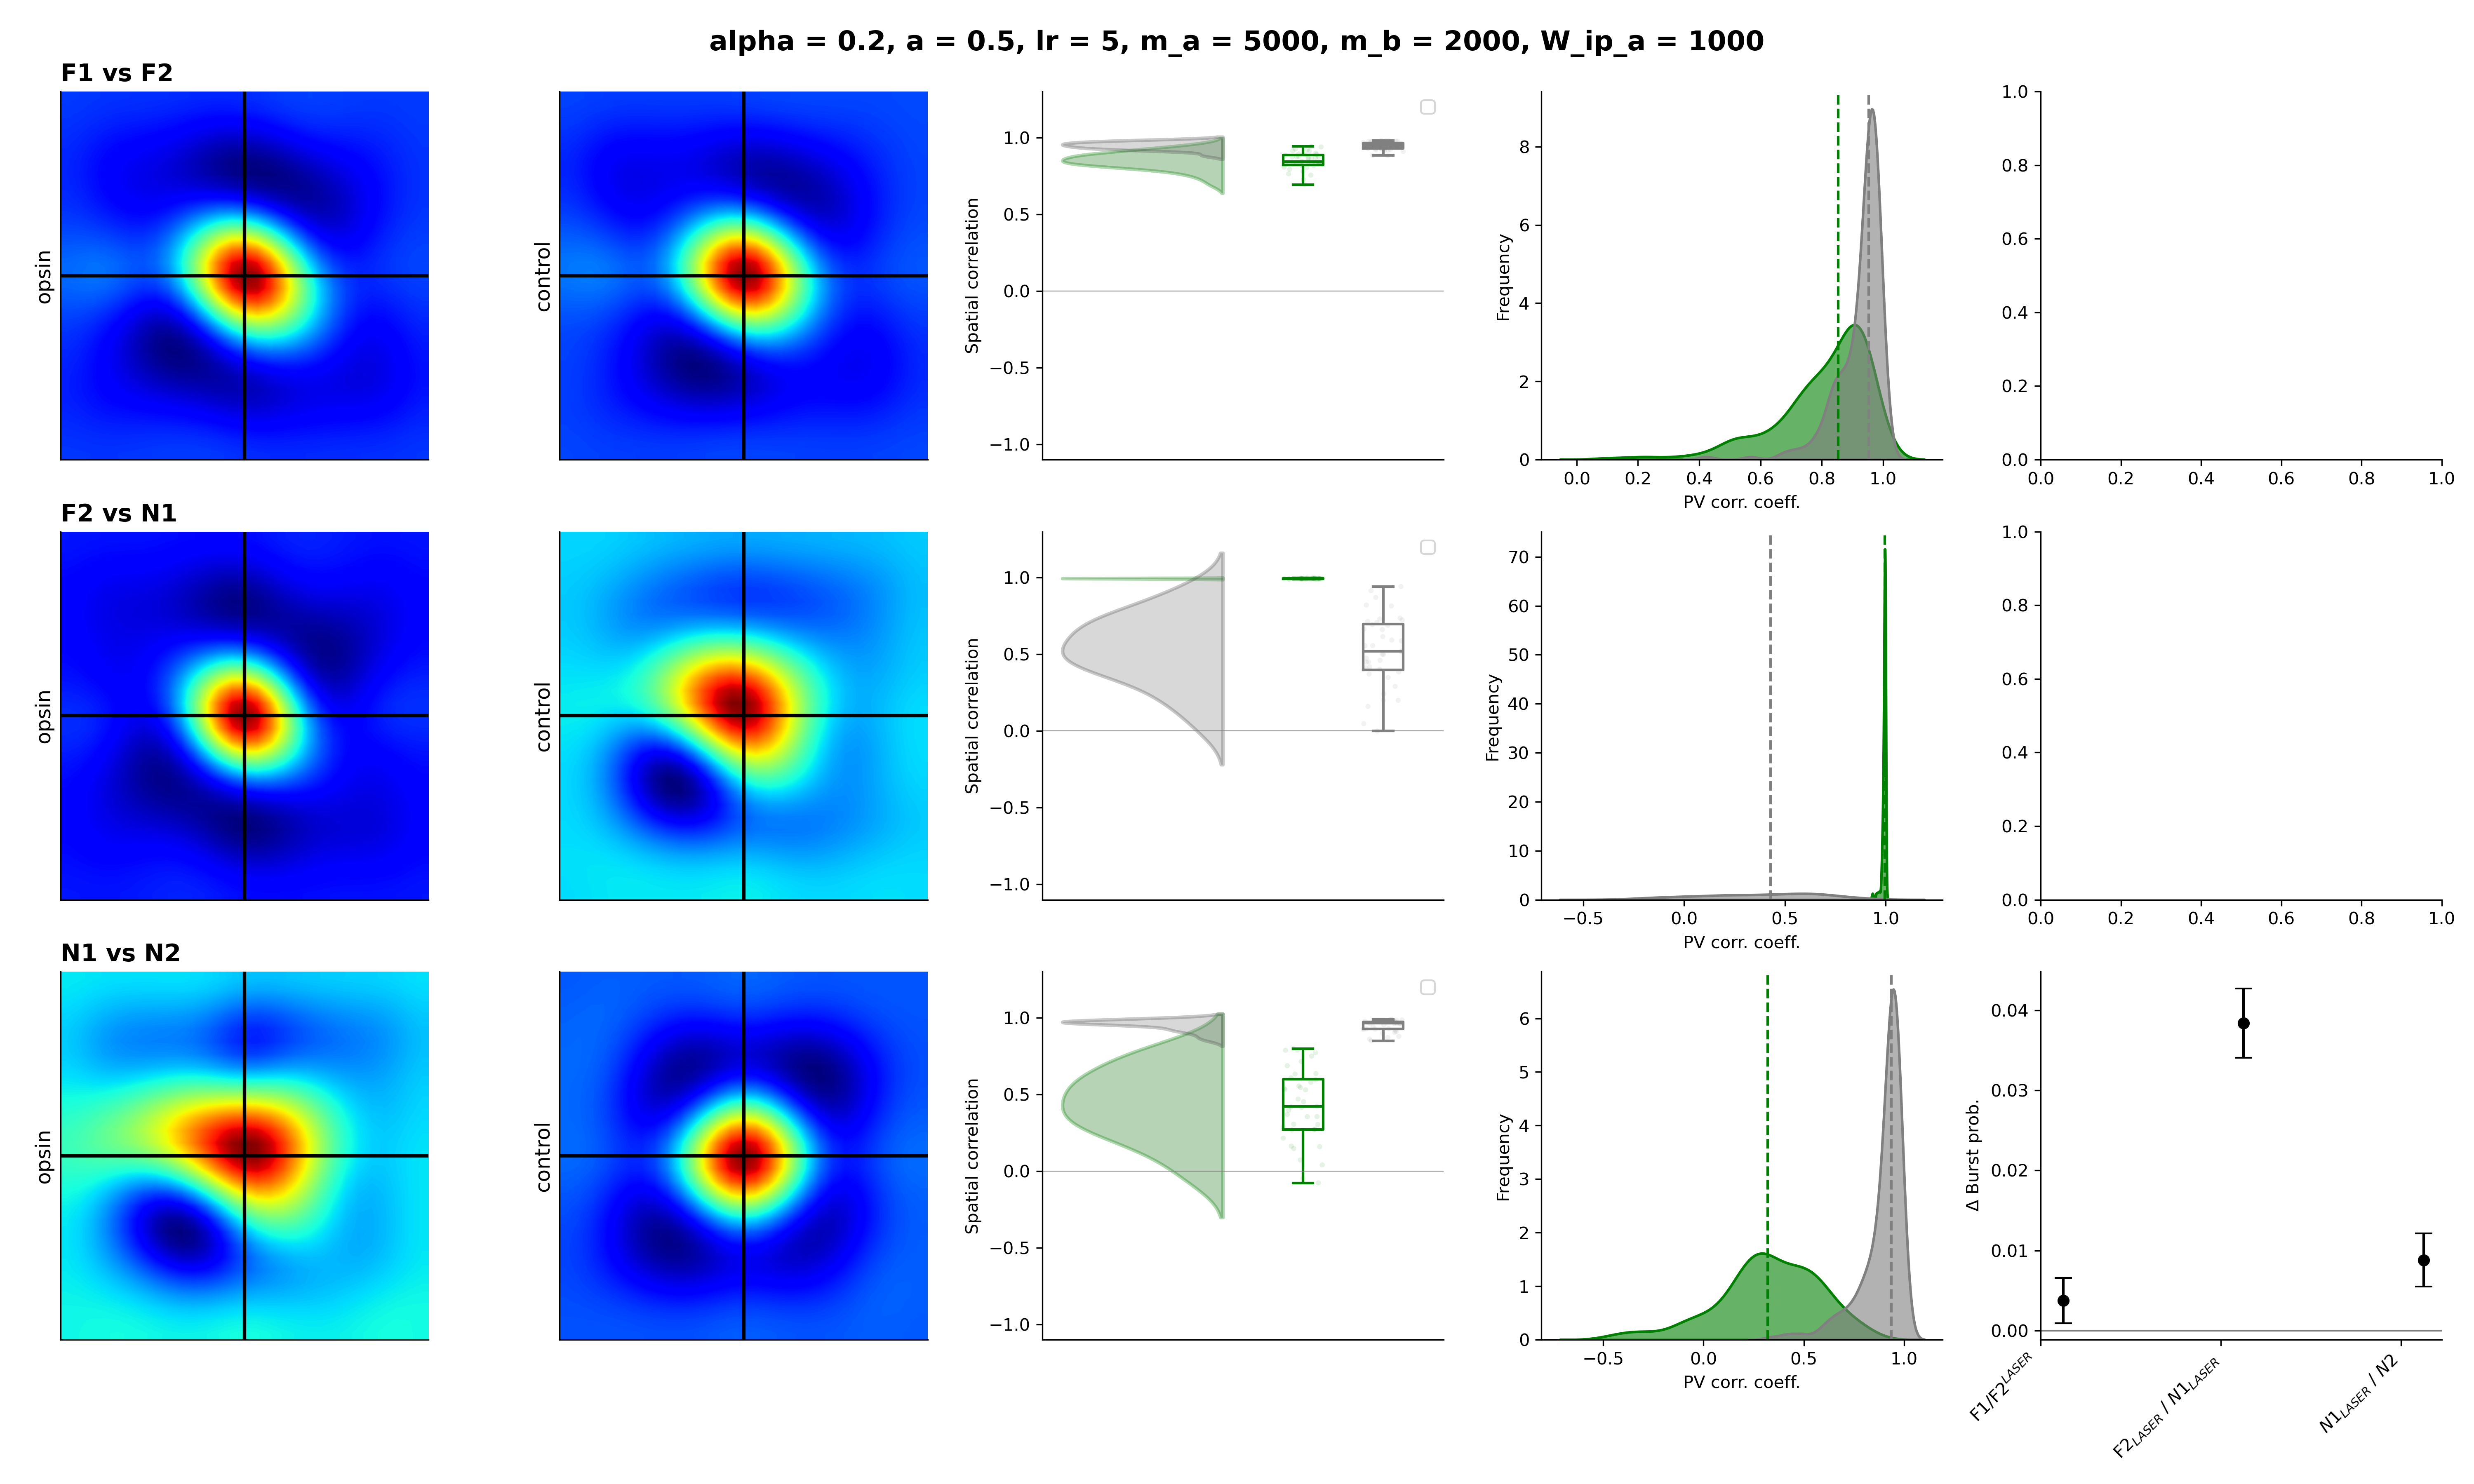 alpha = 0.2, a = 0.5, lr = 5, m_a = 5000, m_b = 2000, W_ip_a = 1000
F1 vs F2
opsin
control
Spatial correlation
1.0
0.5
0.0
−0.5
−1.0
Frequency
8
6
4
2
0
0.0 0.2 0.4 0.6 0.8 1.0
PV corr. coeff.
1.0
0.8
0.6
0.4
0.2
0.0
0.0 0.2 0.4 0.6 0.8 1.0
F2 vs N1
opsin
control
Spatial correlation
1.0
0.5
0.0
−0.5
−1.0
Frequency
70
60
50
40
30
20
10
0
−0.5 0.0 0.5 1.0
PV corr. coeff.
1.0
0.8
0.6
0.4
0.2
0.0
0.0 0.2 0.4 0.6 0.8 1.0
N1 vs N2
opsin
control
Spatial correlation
1.0
0.5
0.0
−0.5
−1.0
Frequency
6
5
4
3
2
1
0
−0.5 0.0 0.5 1.0
PV corr. coeff.
Δ Burst prob.
0.04
0.03
0.02
0.01
0.00
F1/F2^LASER
F2_LASER / N1_LASER
N1_LASER / N2